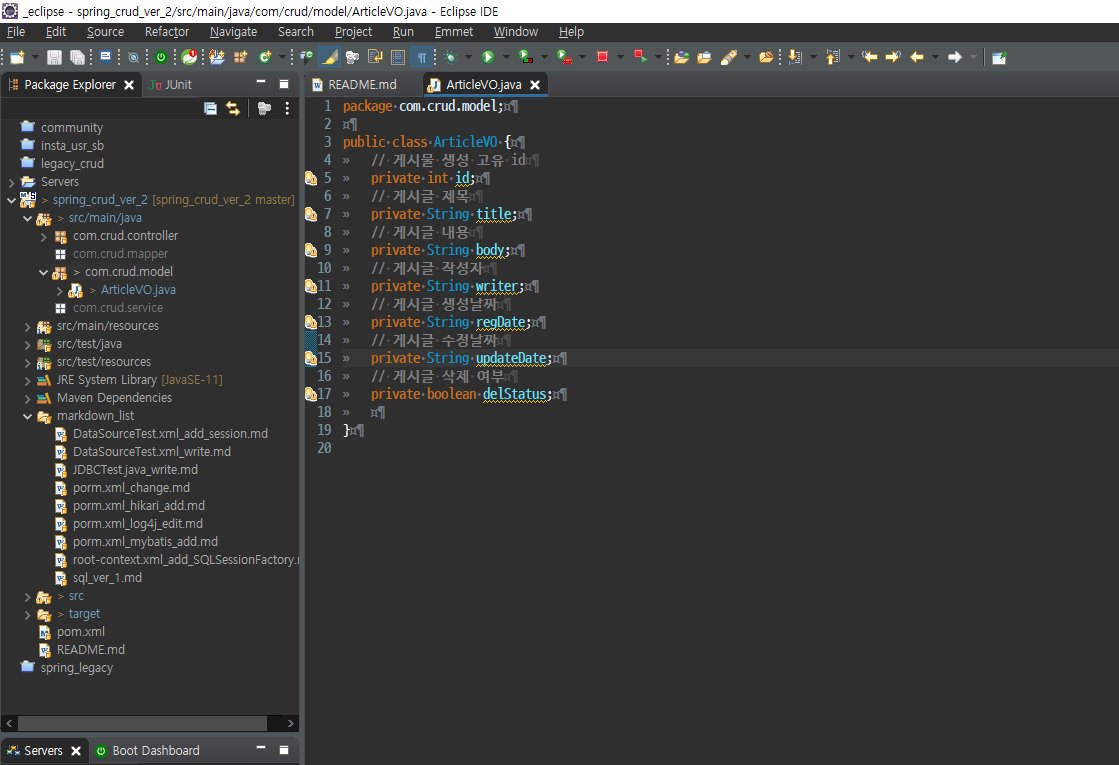 _eclipse - spring_crud_ver_2/src/main/java/com/crud/model/ArticleVO.java - Eclipse IDE
File Edit Source Refactor Navigate Search Project Run Emmet Window Help
Package Explorer JUnit
README.md ArticleVO.java
community
insta_usr_sb
legacy_crud
Servers
> spring_crud_ver_2 [spring_crud_ver_2 master]
> src/main/java
com.crud.controller
com.crud.mapper
> com.crud.model
> ArticleVO.java
com.crud.service
src/main/resources
src/test/java
src/test/resources
JRE System Library [JavaSE-11]
Maven Dependencies
markdown_list
DataSourceTest.xml_add_session.md
DataSourceTest.xml_write.md
JDBCTest.java_write.md
porm.xml_change.md
porm.xml_hikari_add.md
porm.xml_log4j_edit.md
porm.xml_mybatis_add.md
root-context.xml_add_SQLSessionFactory.r
sql_ver_1.md
> src
> target
pom.xml
README.md
spring_legacy
Servers Boot Dashboard
1 package·com.crud.model;¤¶
2 ¤¶
3 public·class·ArticleVO·{¤¶
4 » //·게시물·생성·고유·id¤¶
5 » private·int·id;¤¶
6 » //·게시글·제목¤¶
7 » private·String·title;¤¶
8 » //·게시글·내용¤¶
9 » private·String·body;¤¶
10 » //·게시글·작성자¤¶
11 » private·String·writer;¤¶
12 » //·게시글·생성날짜¤¶
13 » private·String·regDate;¤¶
14 » //·게시글·수정날짜¤¶
15 » private·String·updateDate;¤¶
16 » //·게시글·삭제·여부¤¶
17 » private·boolean·delStatus;¤¶
18 » ¤¶
19 }¤¶
20